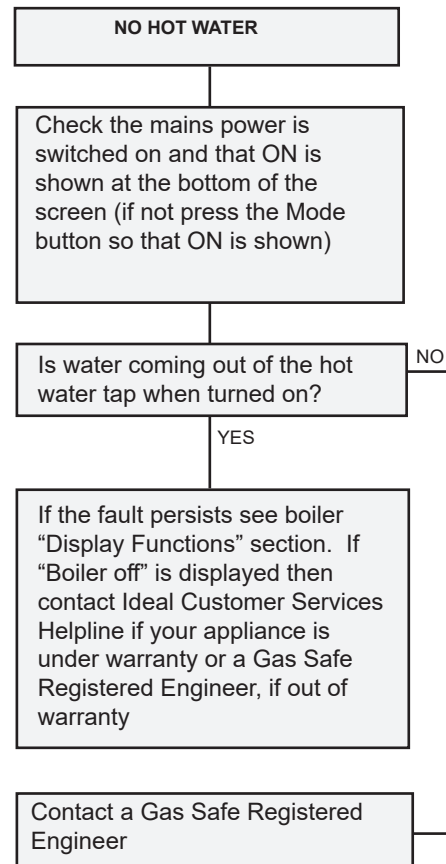 NO HOT WATER
Check the mains power is
switched on and that ON is
shown at the bottom of the
screen (if not press the Mode
button so that ON is shown)
Is water coming out of the hot
water tap when turned on?
NO
YES
If the fault persists see boiler
“Display Functions” section.  If
“Boiler off” is displayed then
contact Ideal Customer Services
Helpline if your appliance is
under warranty or a Gas Safe
Registered Engineer, if out of
warranty
Contact a Gas Safe Registered
Engineer